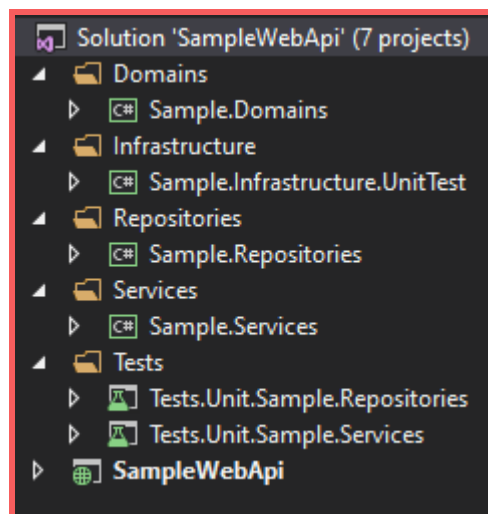 Solution 'SampleWebApi' (7 projects)
Domains
C# Sample.Domains
Infrastructure
C# Sample.Infrastructure.UnitTest
Repositories
C# Sample.Repositories
Services
C# Sample.Services
Tests
Tests.Unit.Sample.Repositories
Tests.Unit.Sample.Services
SampleWebApi